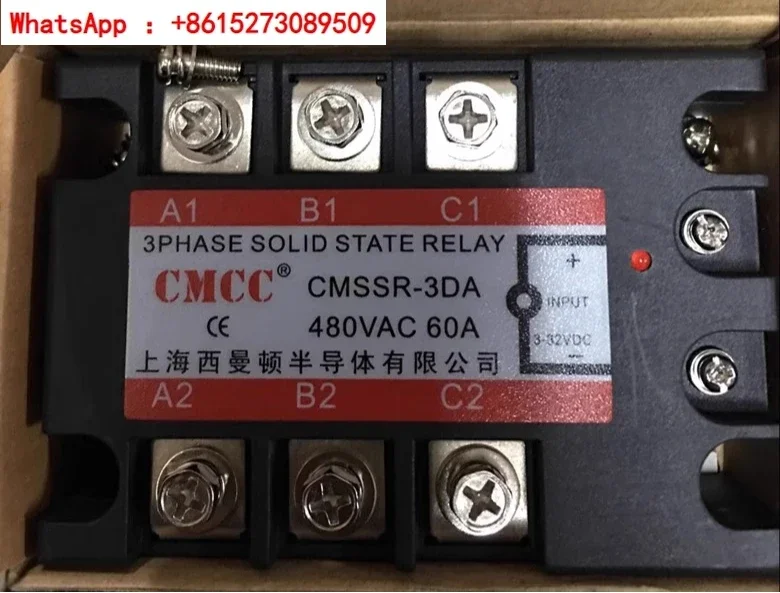 WhatsApp : +8615273089509
A1 B1 C1
3PHASE SOLID STATE RELAY
CMCC® CMSSR-3DA
CE 480VAC 60A
上海西曼顿半导体有限公司
+
INPUT
3-32VDC
−
A2 B2 C2